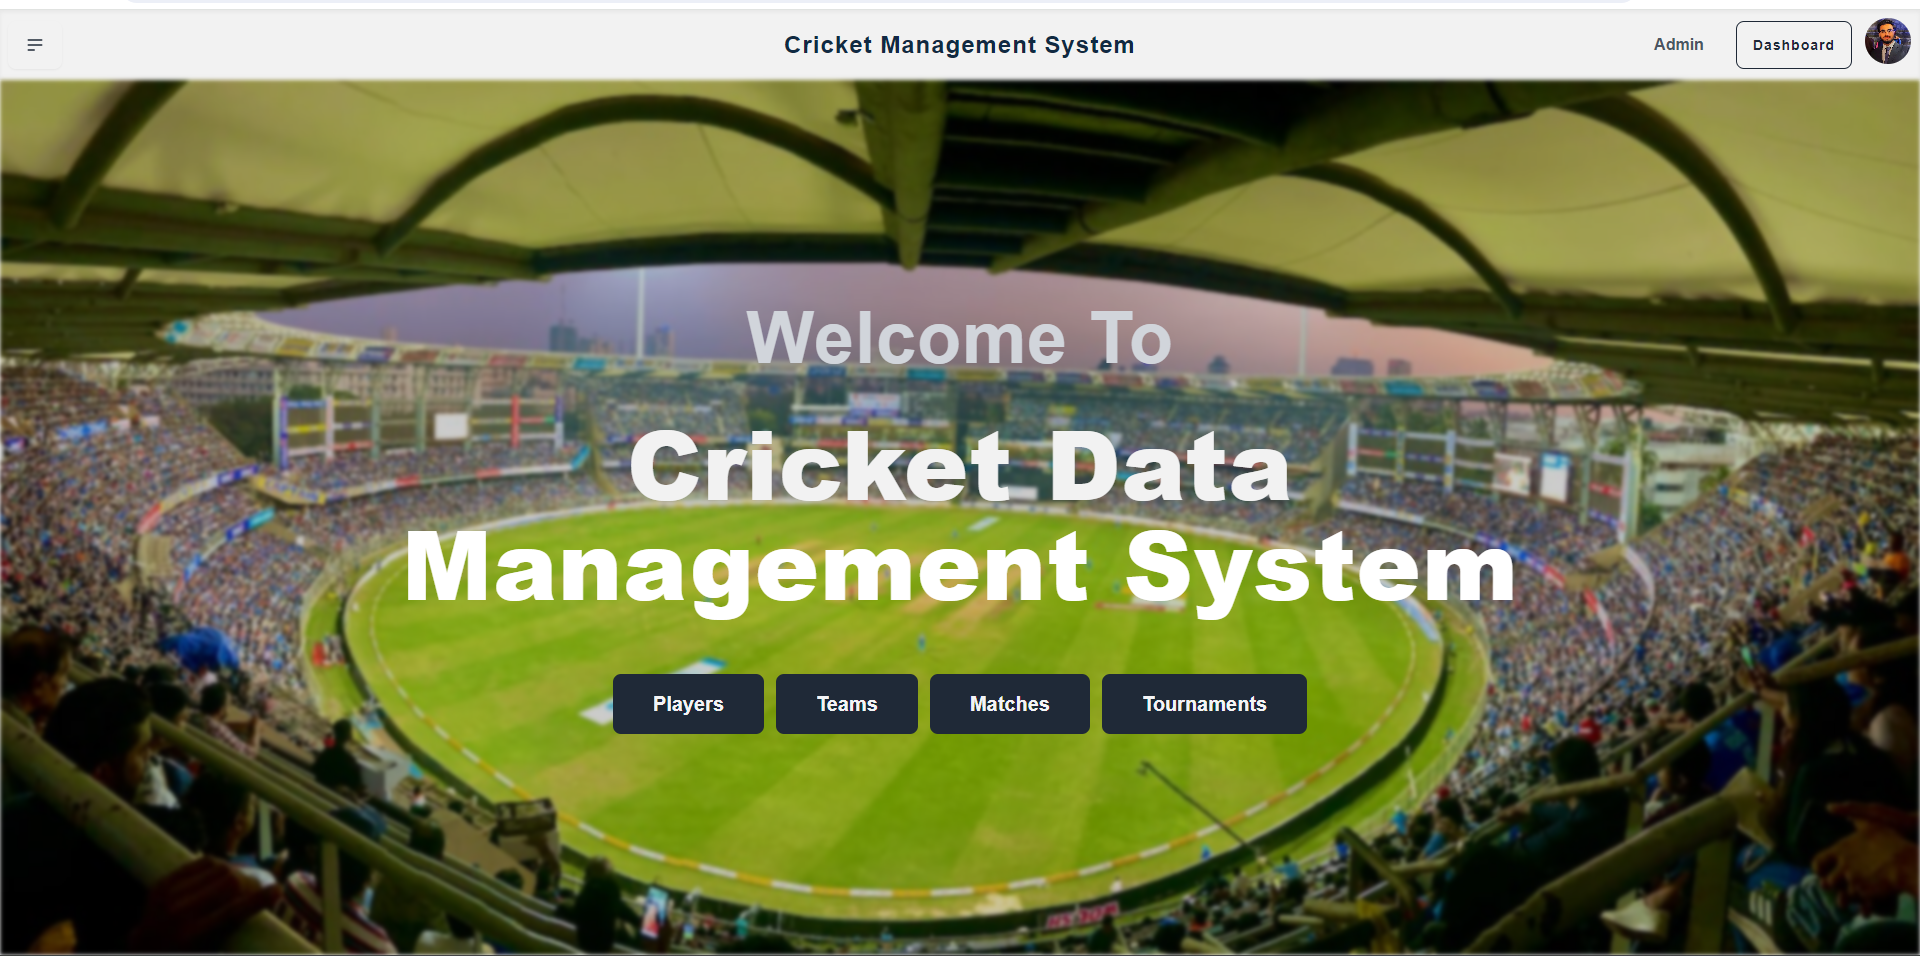 Cricket Management System
Admin
Dashboard
Welcome To
Cricket Data
Management System
Players
Teams
Matches
Tournaments